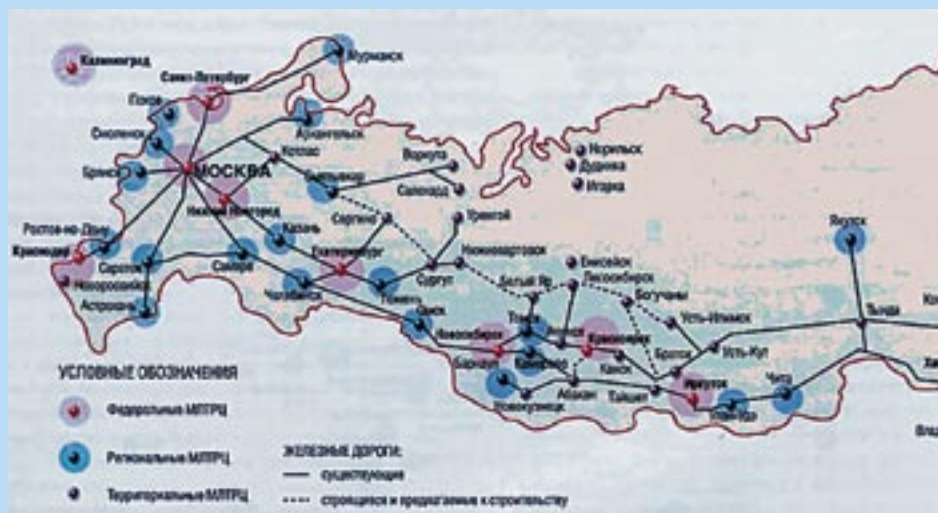 Калининград
Мурманск
Санкт-Петербург
Псков
Смоленск
Архангельск
Брянск
МОСКВА
Котлас
Воркута
Норильск
Дудинка
Игарка
Сыктывкар
Салехард
Нижний Новгород
Сергино
Уренгой
Ростов-на-Дону
Казань
Якутск
Краснодар
Екатеринбург
Нижневартовск
Саратов
Самара
Сургут
Енисейск
Новороссийск
Белый Яр
Лесосибирск
Астрахань
Челябинск
Тюмень
Богучаны
Омск
Томск
Усть-Илимск
Тында
Новосибирск
Красноярск
Барнаул
Кемерово
Братск
Усть-Кут
Канск
Новокузнецк
Абакан
Тайшет
Иркутск
Чита
Улан-Удэ
УСЛОВНЫЕ ОБОЗНАЧЕНИЯ
Федеральные МЛТРЦ
Региональные МЛТРЦ
Территориальные МЛТРЦ
ЖЕЛЕЗНЫЕ ДОРОГИ:
существующие
строящиеся и предлагаемые к строительству